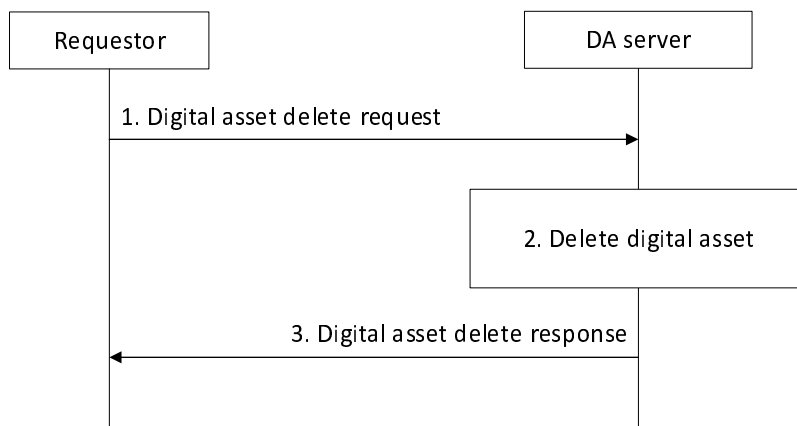 Requestor
DA server
1. Digital asset delete request
2. Delete digital asset
3. Digital asset delete response